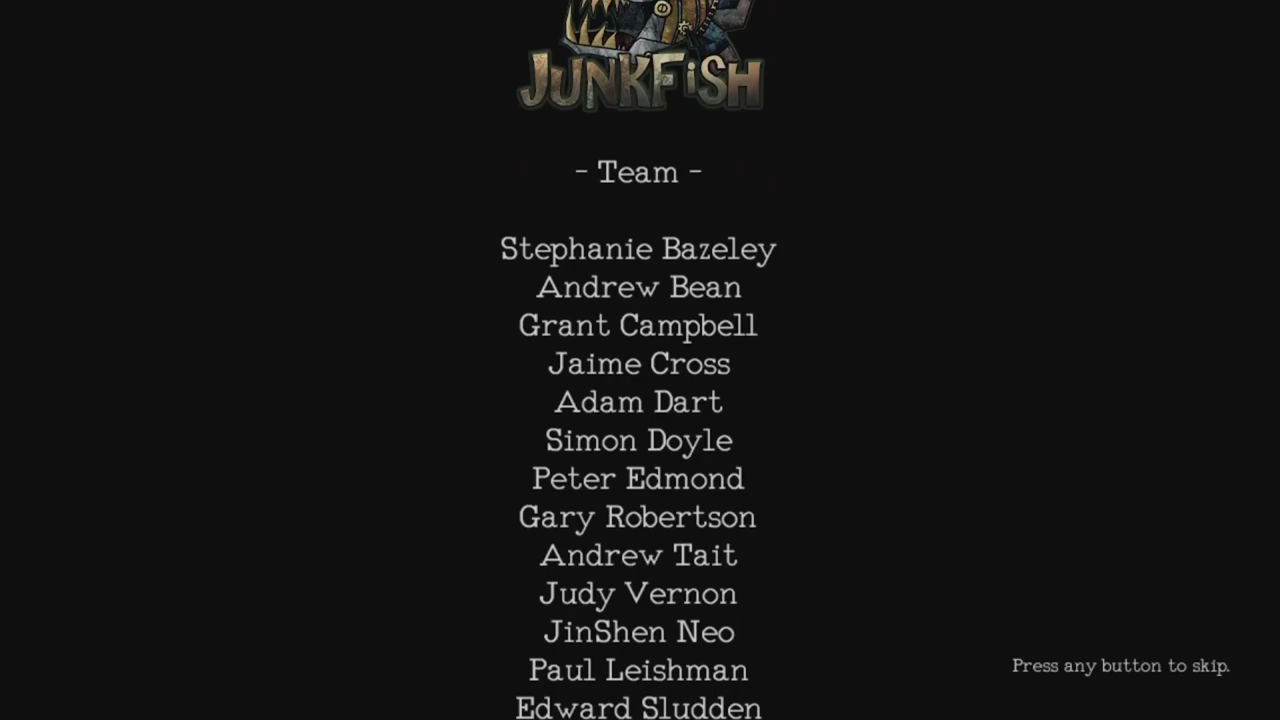 JUNKFiSH
- Team -
Stephanie Bazeley
Andrew Bean
Grant Campbell
Jaime Cross
Adam Dart
Simon Doyle
Peter Edmond
Gary Robertson
Andrew Tait
Judy Vernon
JinShen Neo
Paul Leishman
Press any button to skip.
Edward Sludden